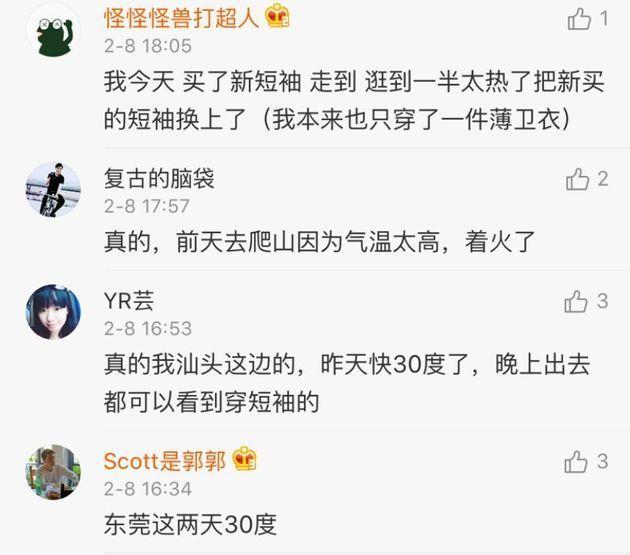 怪怪怪兽打超人
1
2-8 18:05
我今天 买了新短袖 走到 逛到一半太热了把新买
的短袖换上了（我本来也只穿了一件薄卫衣）
复古的脑袋
2
2-8 17:57
真的，前天去爬山因为气温太高，着火了
YR芸
3
2-8 16:53
真的我汕头这边的，昨天快30度了，晚上出去
都可以看到穿短袖的
Scott是郭郭
3
2-8 16:34
东莞这两天30度